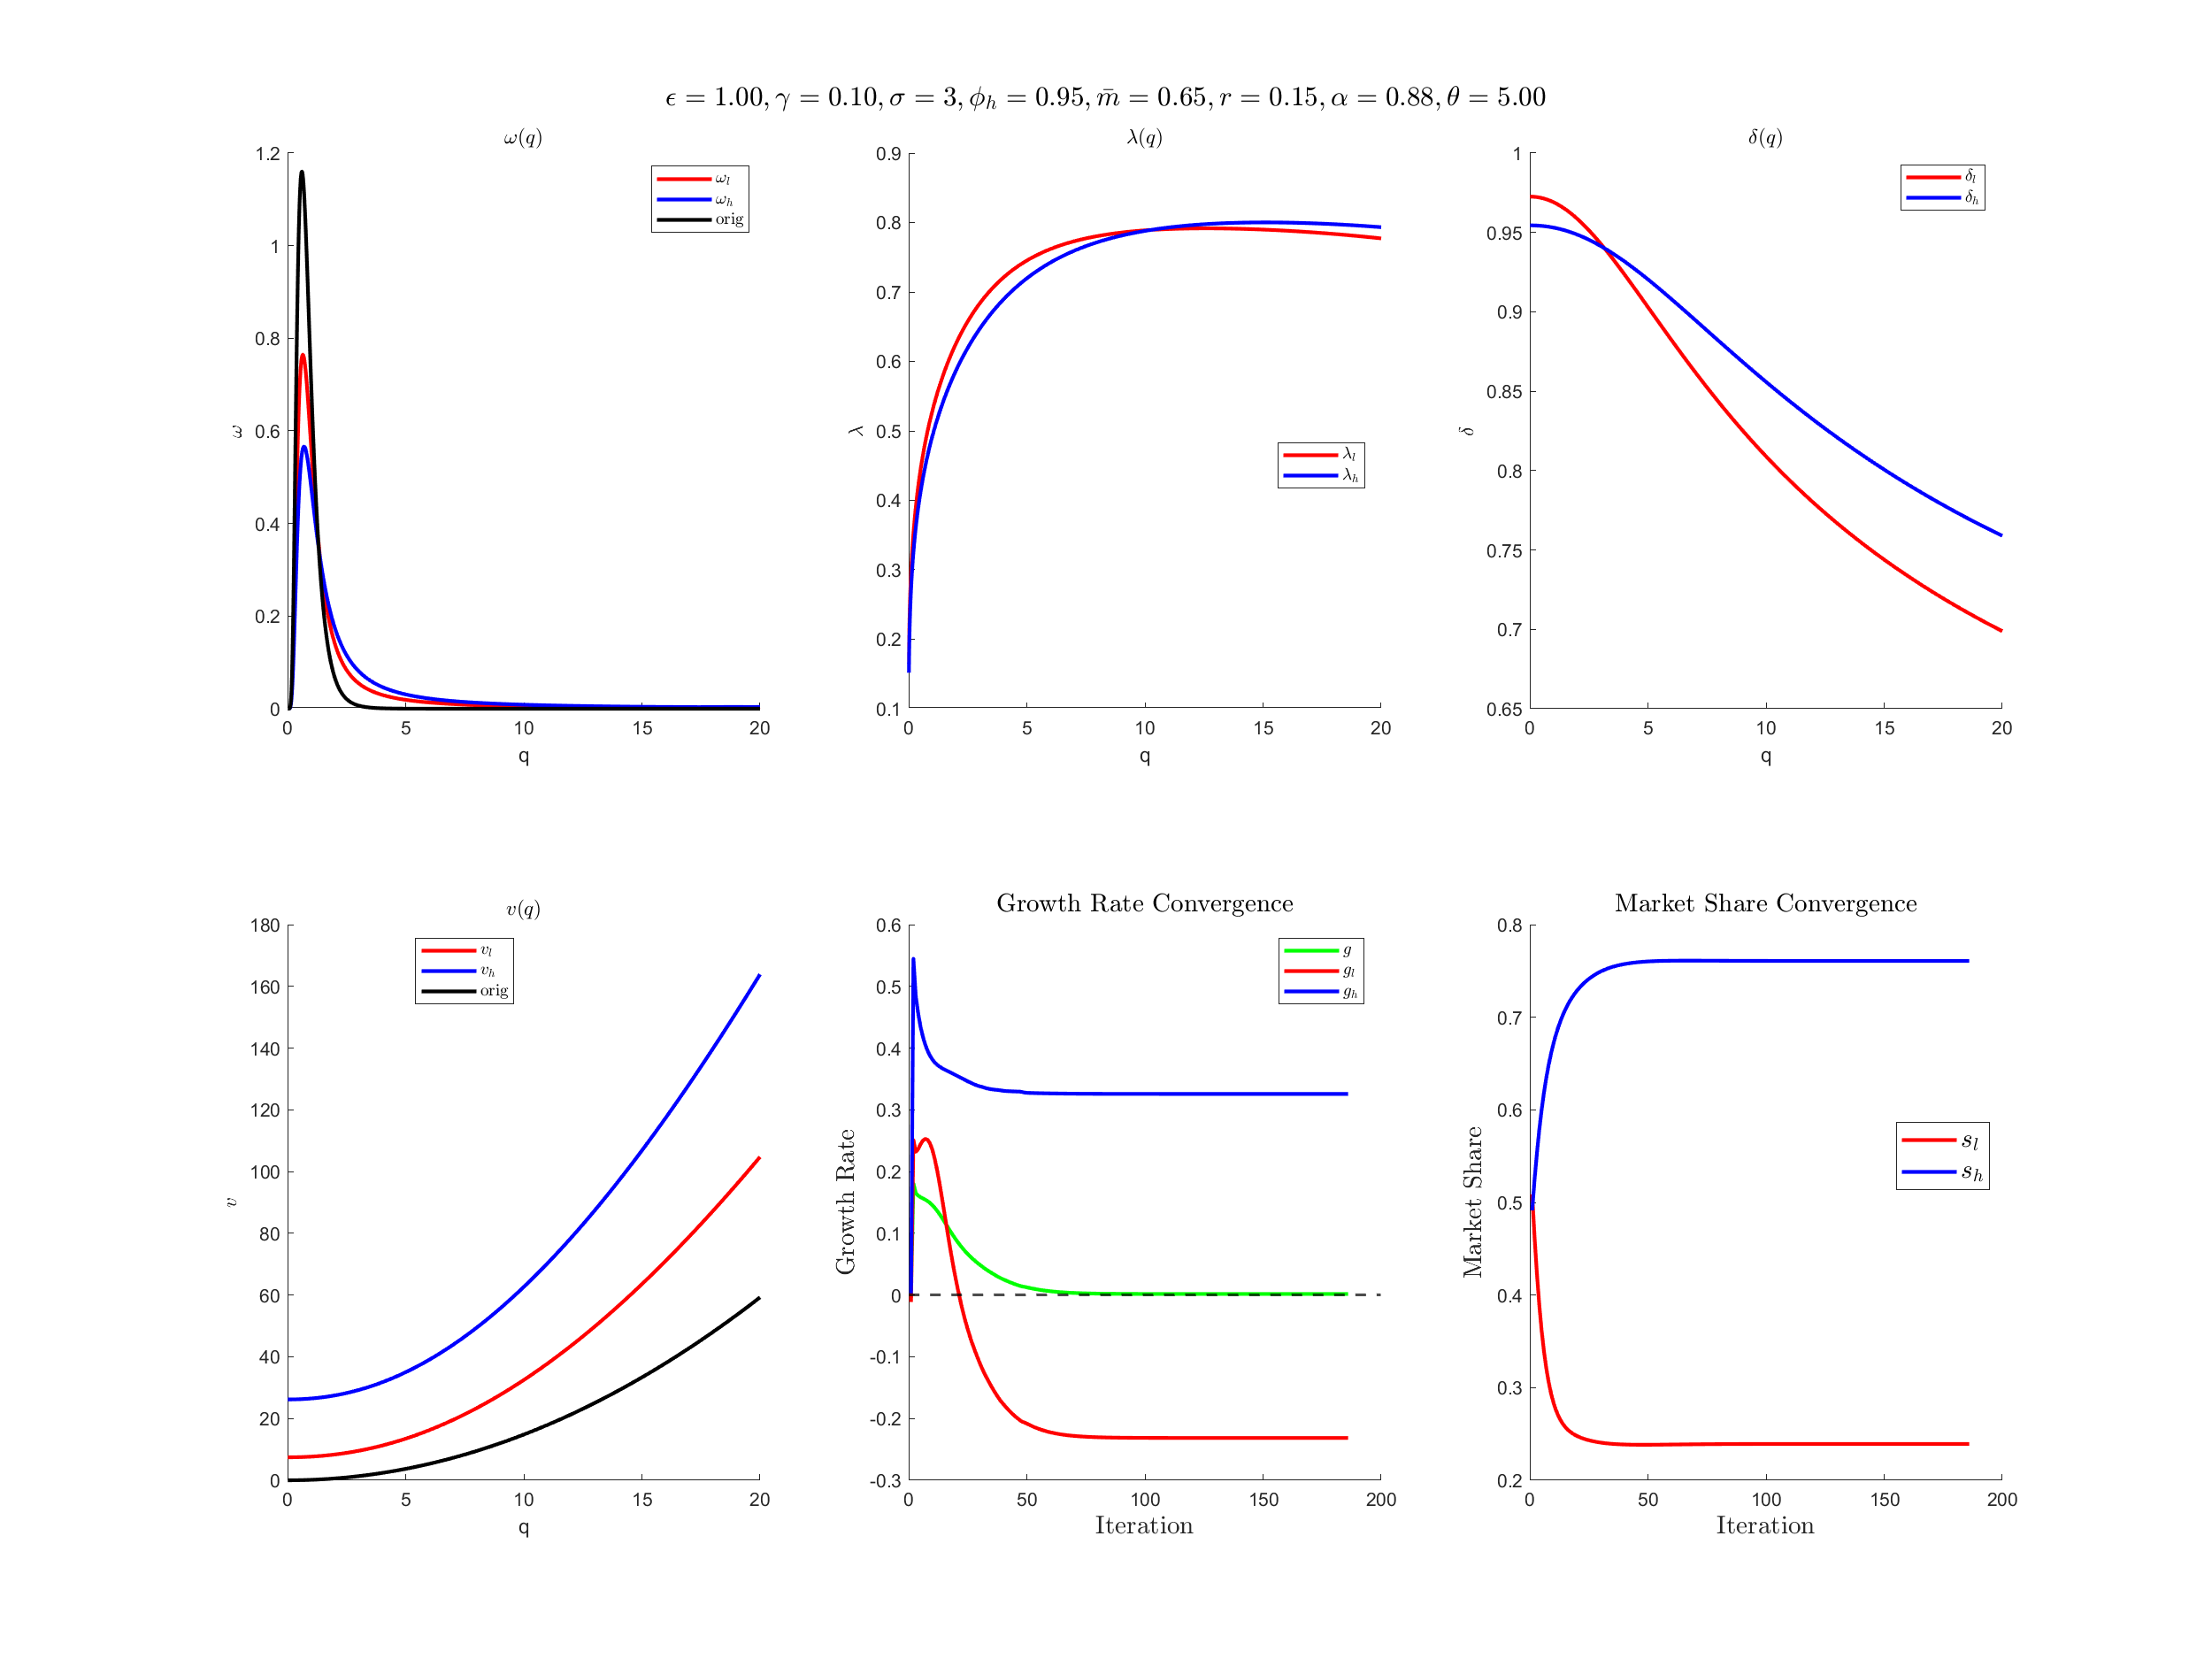 ϵ = 1.00, γ = 0.10, σ = 3, ϕ_h = 0.95, m̄ = 0.65, r = 0.15, α = 0.88, θ = 5.00
ω(q)
1.2
1
0.8
0.6
0.4
0.2
0
ω
ω_l
ω_h
orig
0 5 10 15 20
q
λ(q)
0.9
0.8
0.7
0.6
0.5
0.4
0.3
0.2
0.1
λ
λ_l
λ_h
0 5 10 15 20
q
δ(q)
1
0.95
0.9
0.85
0.8
0.75
0.7
0.65
δ
δ_l
δ_h
0 5 10 15 20
q
v(q)
180
160
140
120
100
80
60
40
20
0
v
v_l
v_h
orig
0 5 10 15 20
q
Growth Rate Convergence
0.6
0.5
0.4
0.3
0.2
0.1
0
-0.1
-0.2
-0.3
Growth Rate
g
g_l
g_h
0 50 100 150 200
Iteration
Market Share Convergence
0.8
0.7
0.6
0.5
0.4
0.3
0.2
Market Share
s_l
s_h
0 50 100 150 200
Iteration